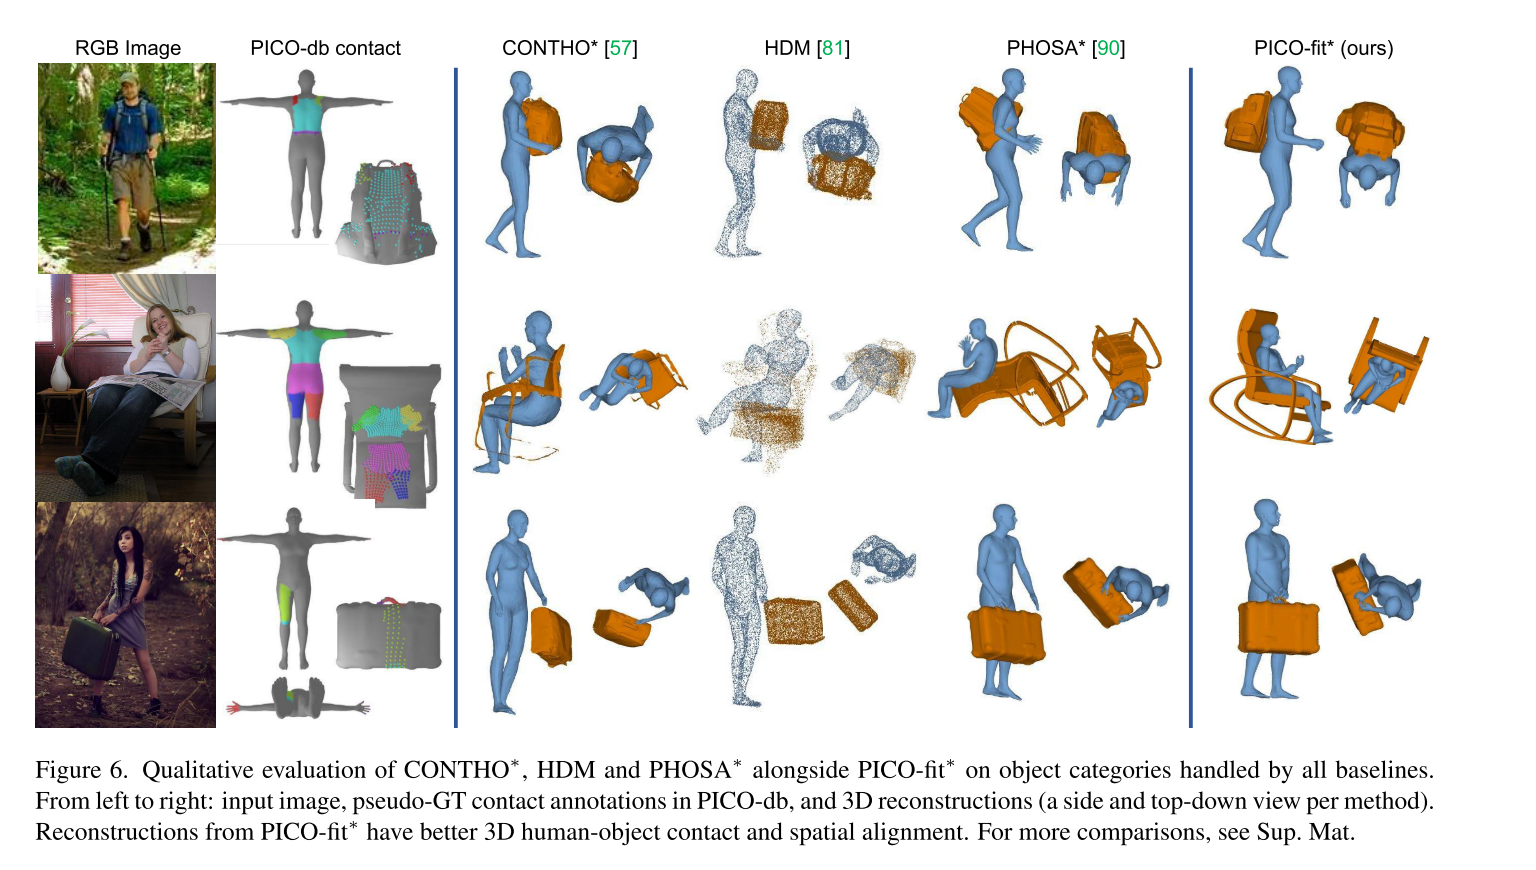 RGB Image PICO-db contact CONTHO* [57] HDM [81] PHOSA* [90] PICO-fit* (ours)
Figure 6. Qualitative evaluation of CONTHO*, HDM and PHOSA* alongside PICO-fit* on object categories handled by all baselines.
From left to right: input image, pseudo-GT contact annotations in PICO-db, and 3D reconstructions (a side and top-down view per method).
Reconstructions from PICO-fit* have better 3D human-object contact and spatial alignment. For more comparisons, see Sup. Mat.